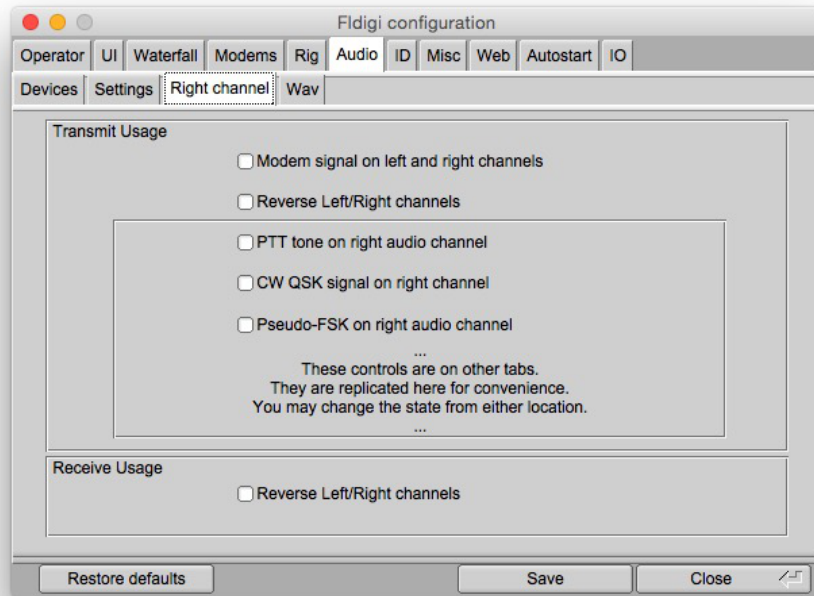 Fldigi configuration
Operator UI Waterfall Modems Rig Audio ID Misc Web Autostart IO
Devices Settings Right channel Wav
Transmit Usage
Modem signal on left and right channels
Reverse Left/Right channels
PTT tone on right audio channel
CW QSK signal on right channel
Pseudo-FSK on right audio channel
...
These controls are on other tabs.
They are replicated here for convenience.
You may change the state from either location.
...
Receive Usage
Reverse Left/Right channels
Restore defaults Save Close